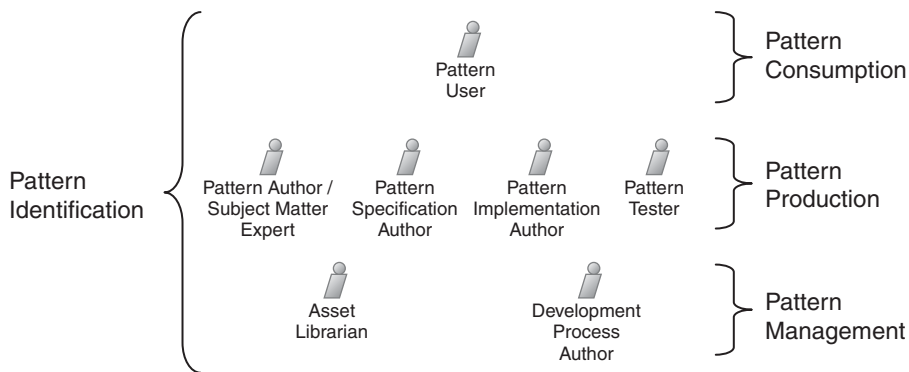 Pattern
User
Pattern
Consumption
Pattern
Identification
Pattern Author /
Subject Matter
Expert
Pattern
Specification
Author
Pattern
Implementation
Author
Pattern
Tester
Pattern
Production
Asset
Librarian
Development
Process
Author
Pattern
Management